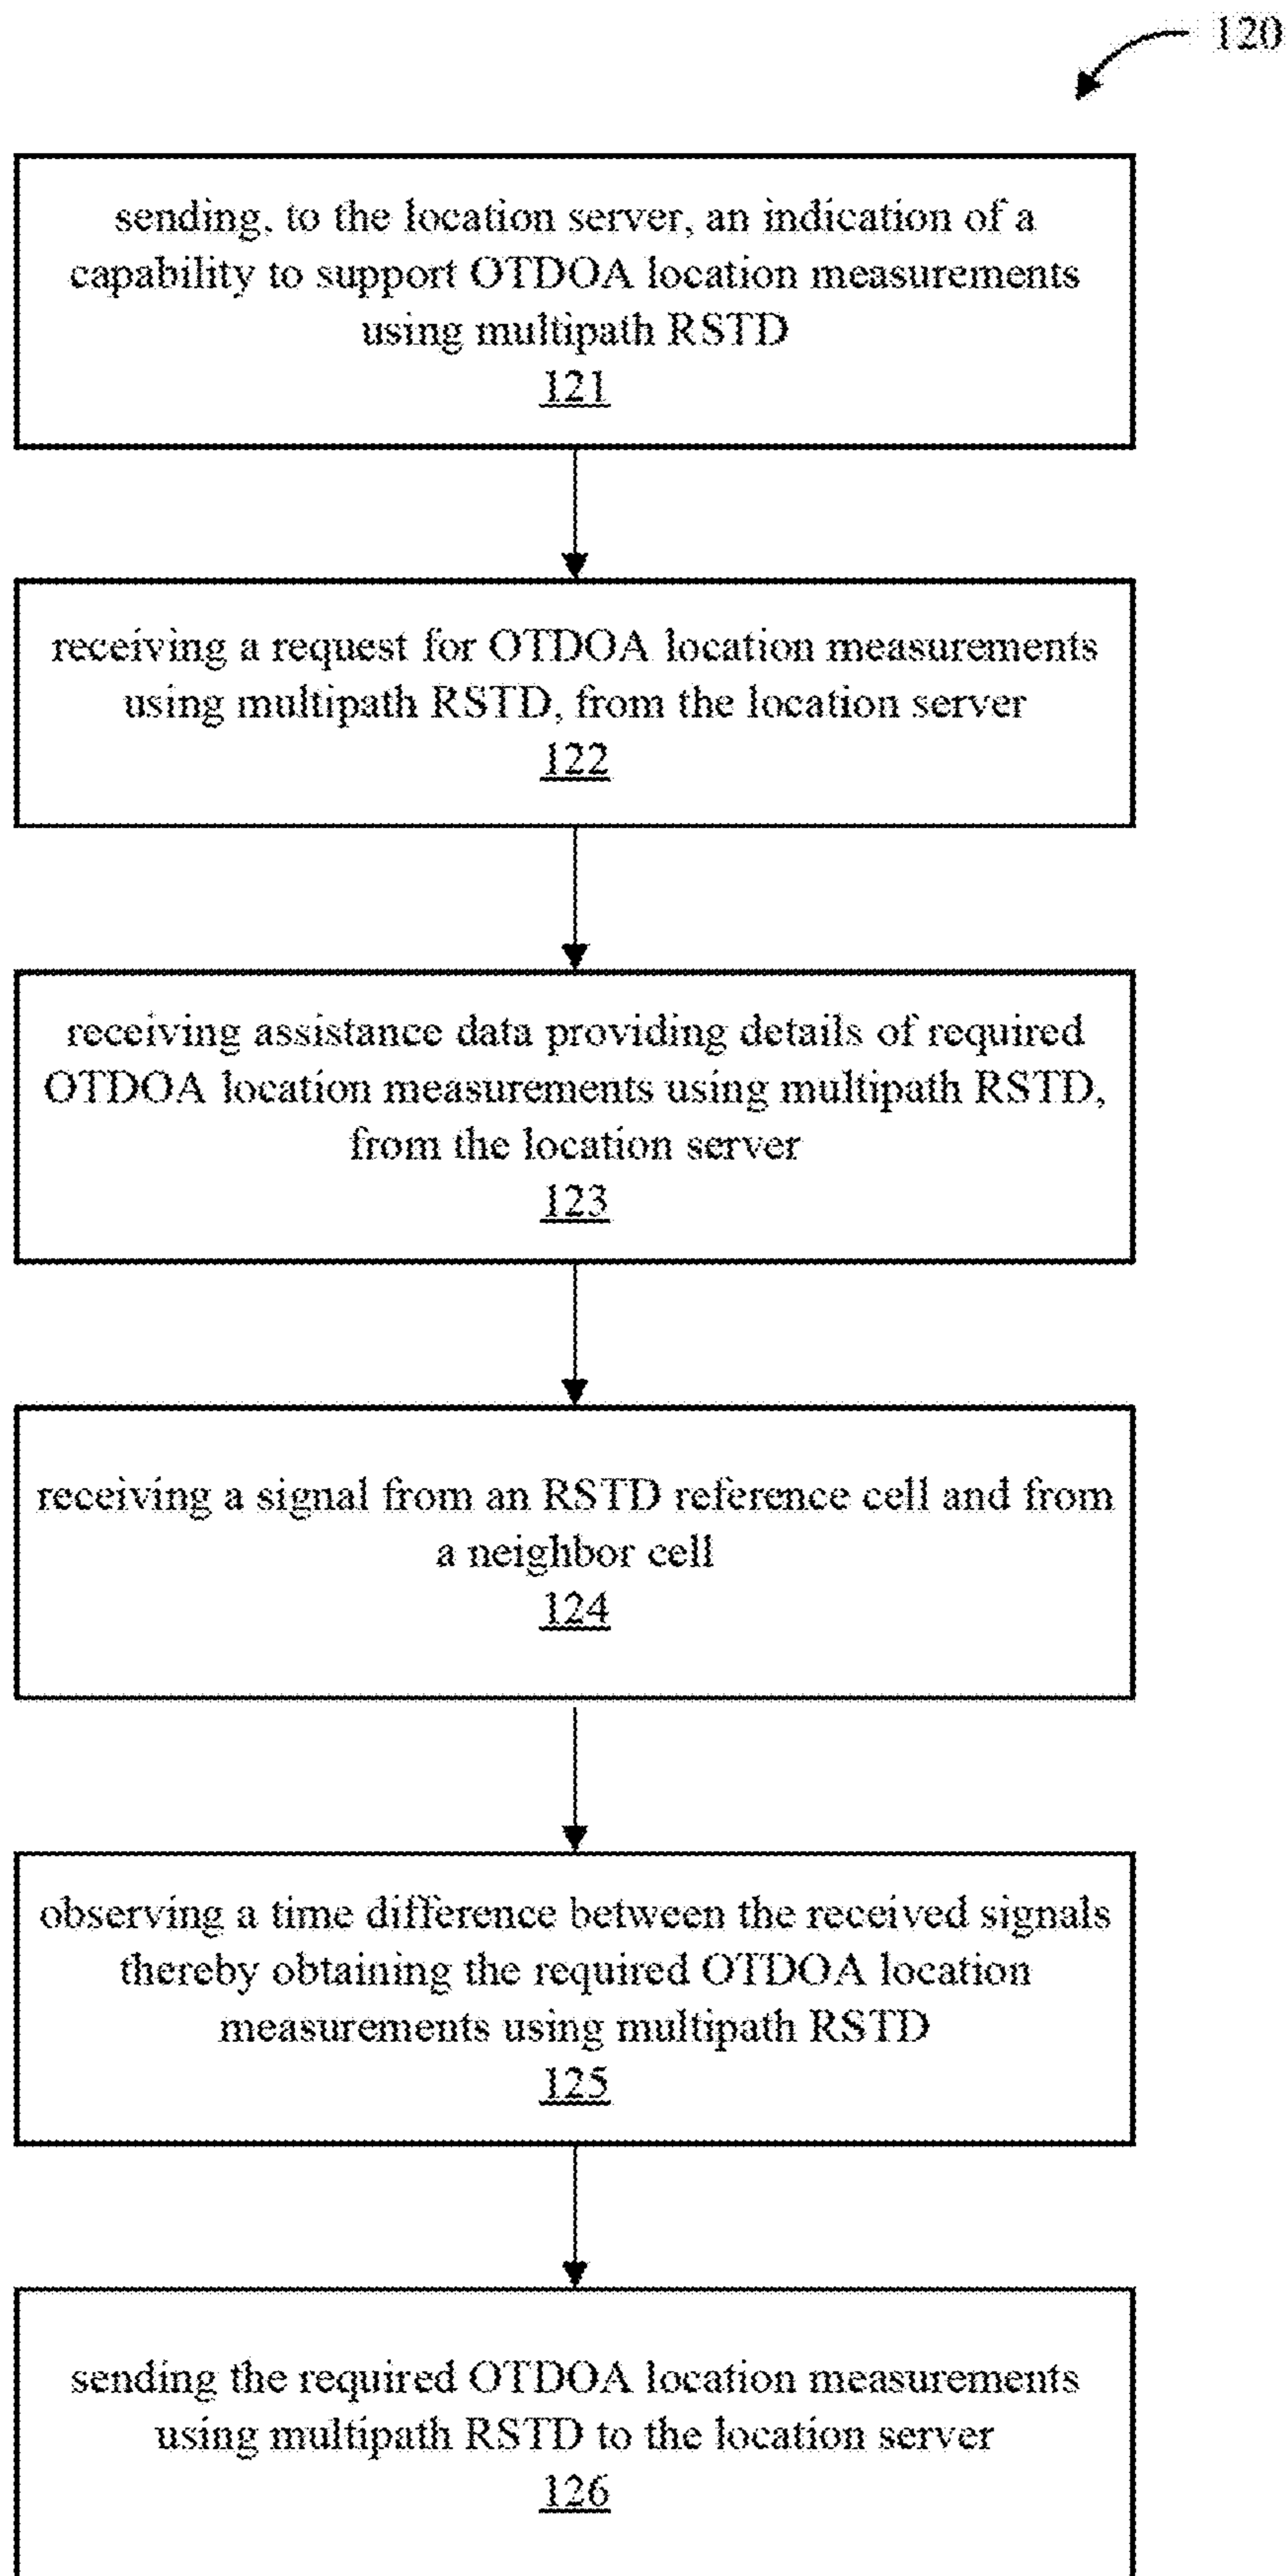 120
sending, to the location server, an indication of a
capability to support OTDOA location measurements
using multipath RSTD
121
receiving a request for OTDOA location measurements
using multipath RSTD, from the location server
122
receiving assistance data providing details of required
OTDOA location measurements using multipath RSTD,
from the location server
123
receiving a signal from an RSTD reference cell and from
a neighbor cell
124
observing a time difference between the received signals
thereby obtaining the required OTDOA location
measurements using multipath RSTD
125
sending the required OTDOA location measurements
using multipath RSTD to the location server
126